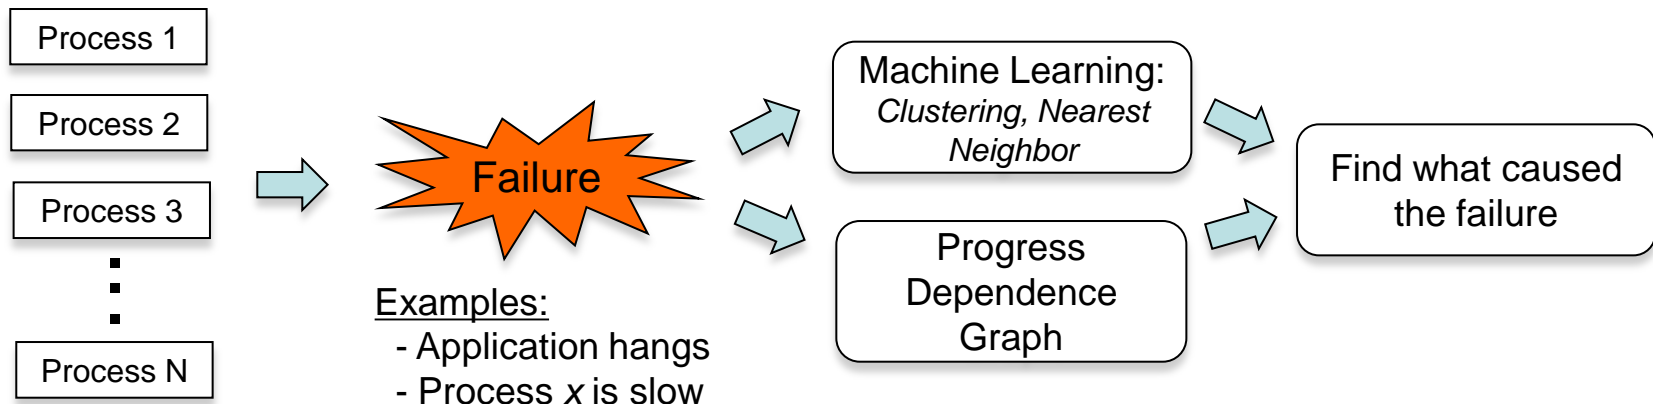 Process 1
Process 2
Process 3
Process N
Failure
Examples:
- Application hangs
- Process x is slow
Machine Learning:
Clustering, Nearest
Neighbor
Progress
Dependence
Graph
Find what caused
the failure